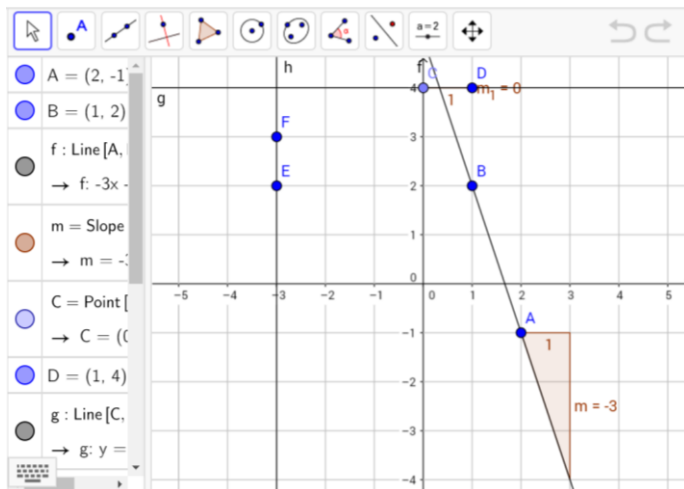 A
a=2
A = (2, -1
B = (1, 2)
f : Line [A,
→ f: -3x -
m = Slope
→ m = -3
C = Point [
→ C = (0
D = (1, 4)
g : Line [C,
→ g: y =
h
f
g
C
D
1
m₁ = 0
F
E
B
A
1
m = -3
4
3
2
1
0
-1
-2
-3
-4
-5
-4
-3
-2
-1
0
1
2
3
4
5